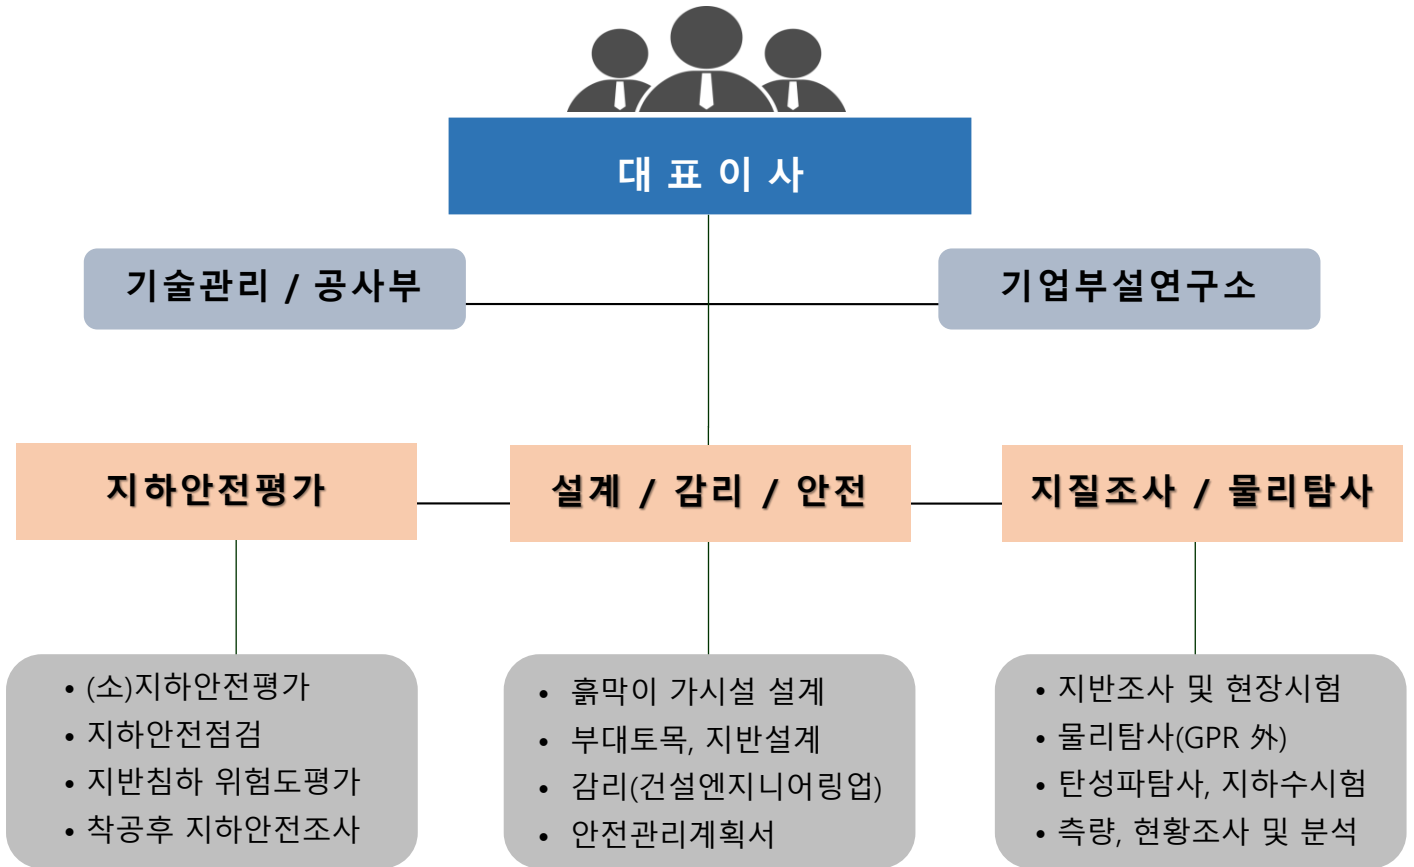 대 표 이 사
기술관리 / 공사부
기업부설연구소
지하안전평가
설계 / 감리 / 안전
지질조사 / 물리탐사
• (소)지하안전평가
• 지하안전점검
• 지반침하 위험도평가
• 착공후 지하안전조사
• 흙막이 가시설 설계
• 부대토목, 지반설계
• 감리(건설엔지니어링업)
• 안전관리계획서
• 지반조사 및 현장시험
• 물리탐사(GPR 外)
• 탄성파탐사, 지하수시험
• 측량, 현황조사 및 분석